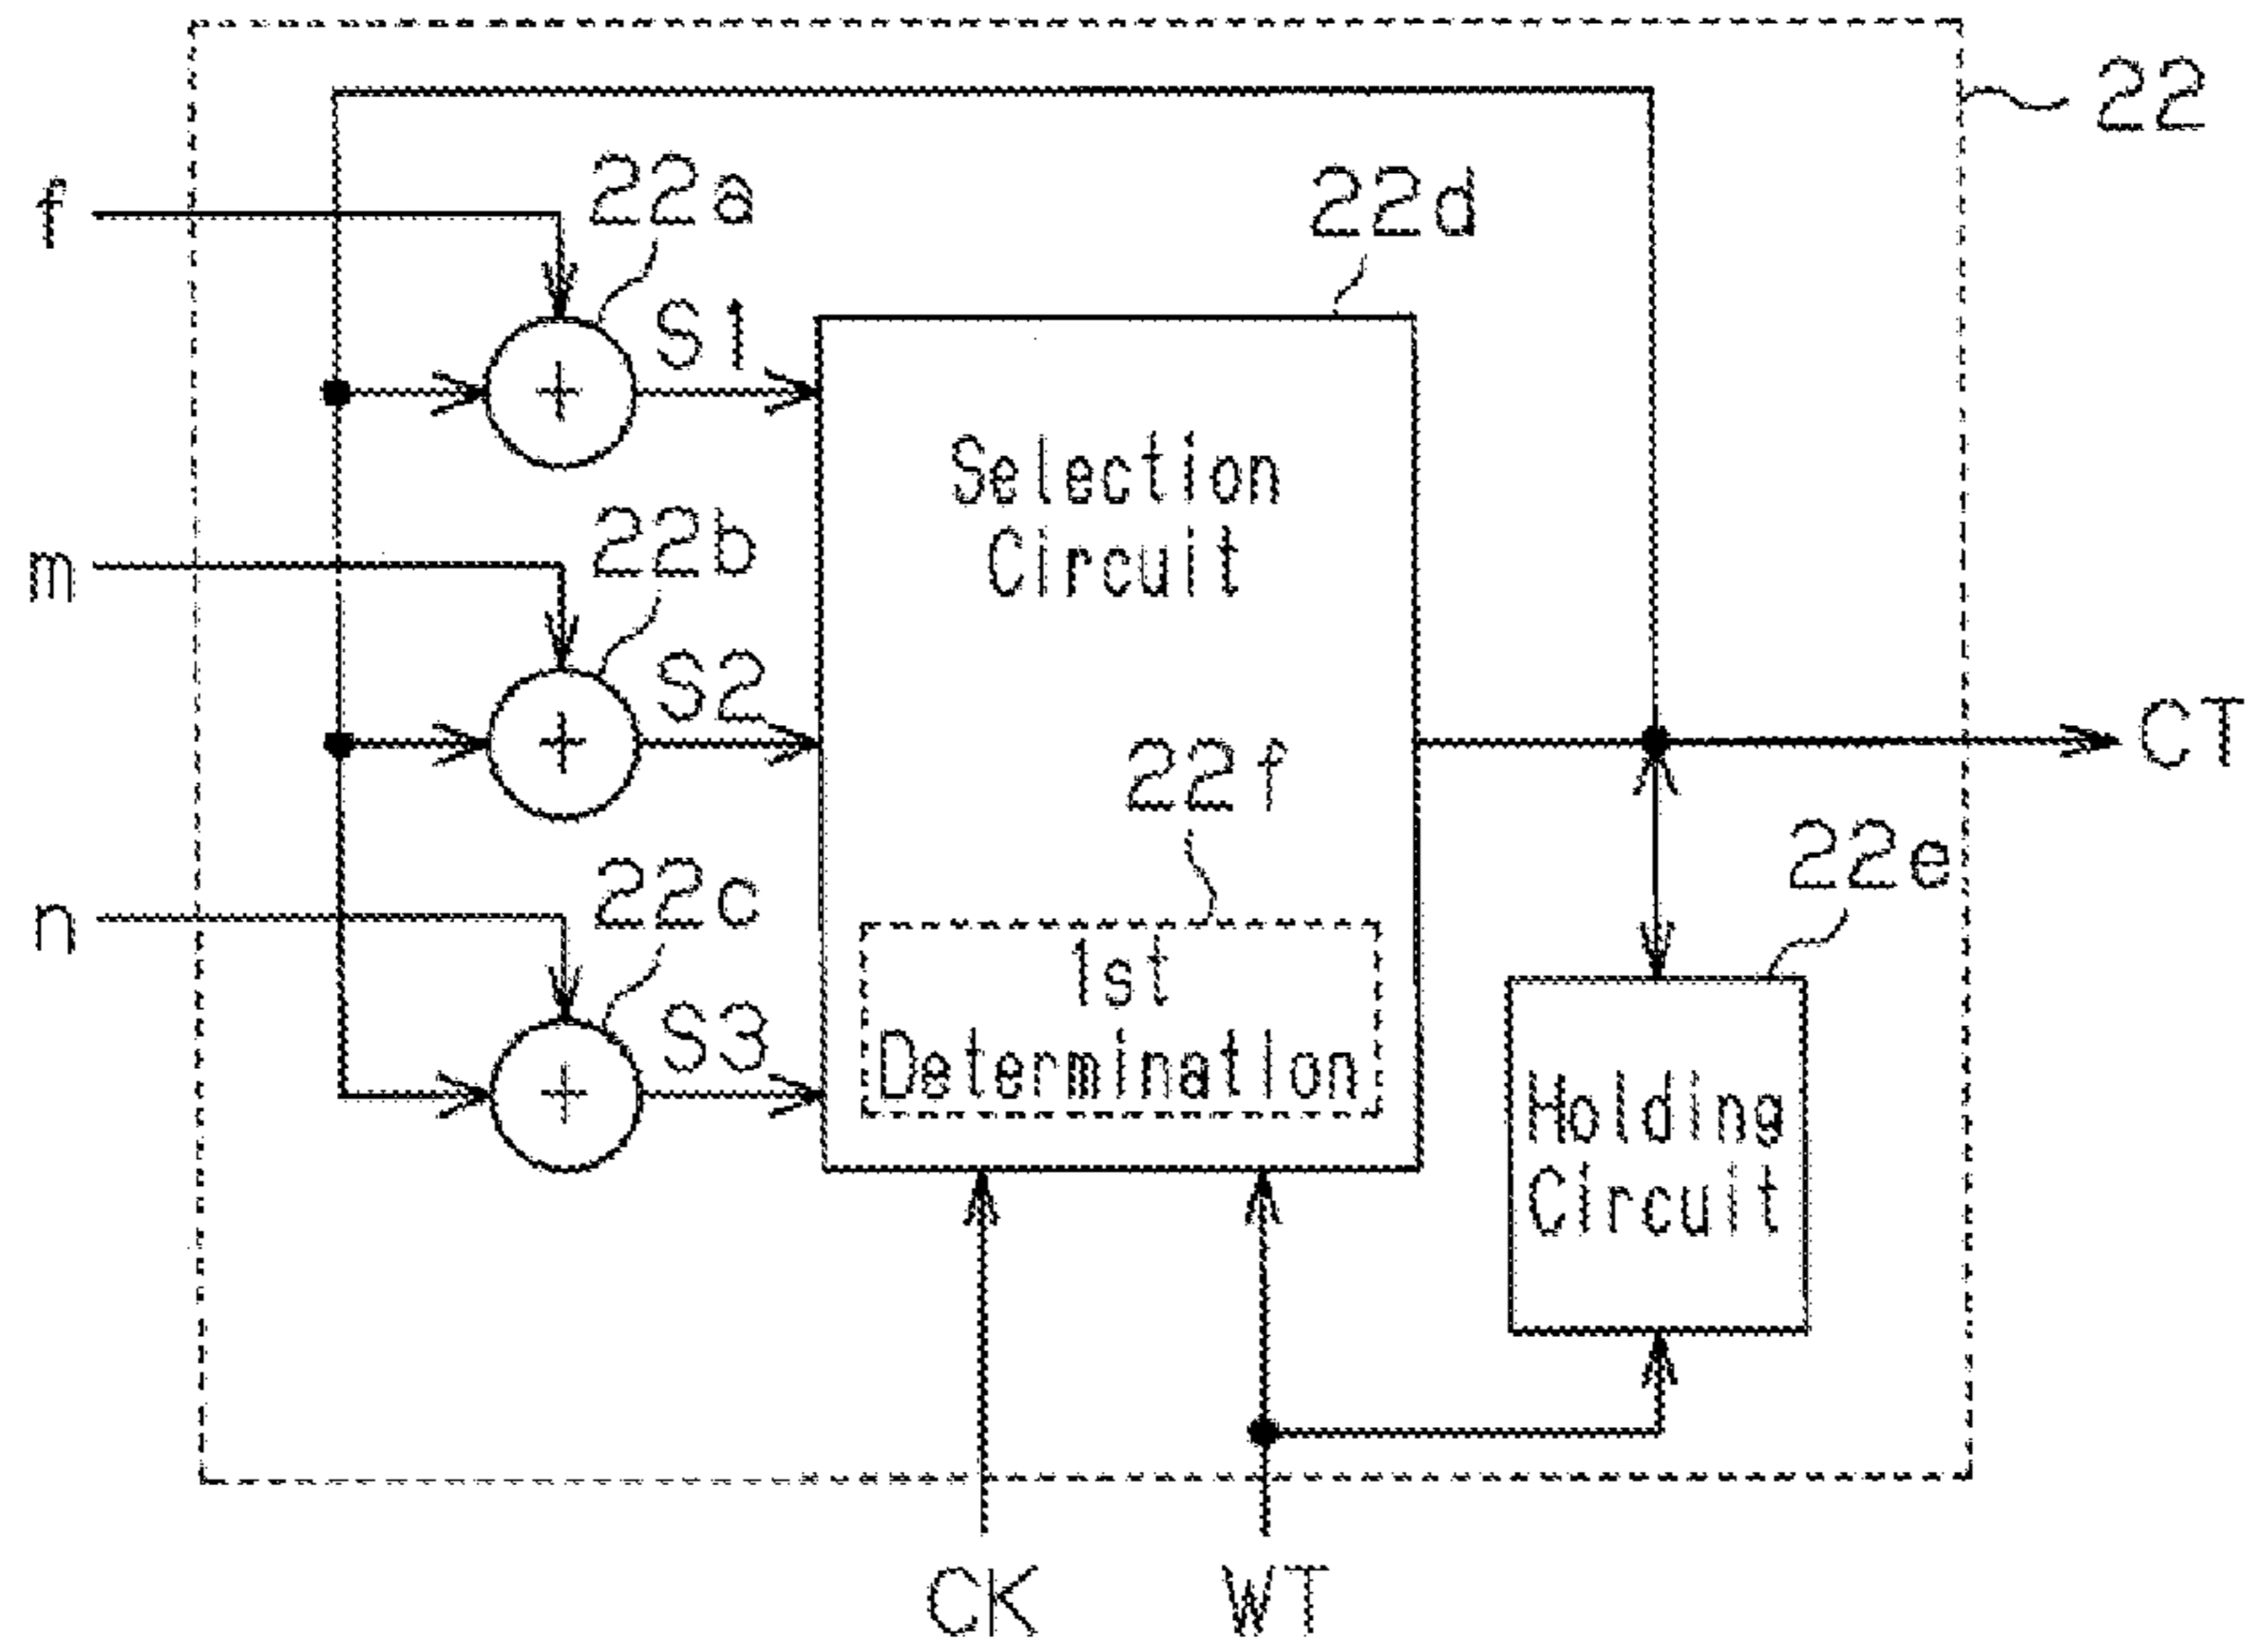 22
f
22a
22d
S1
Selection
Circuit
m
22b
S2
22f
CT
22e
n
22c
1st
Determination
S3
Holding
Circuit
CK
WT